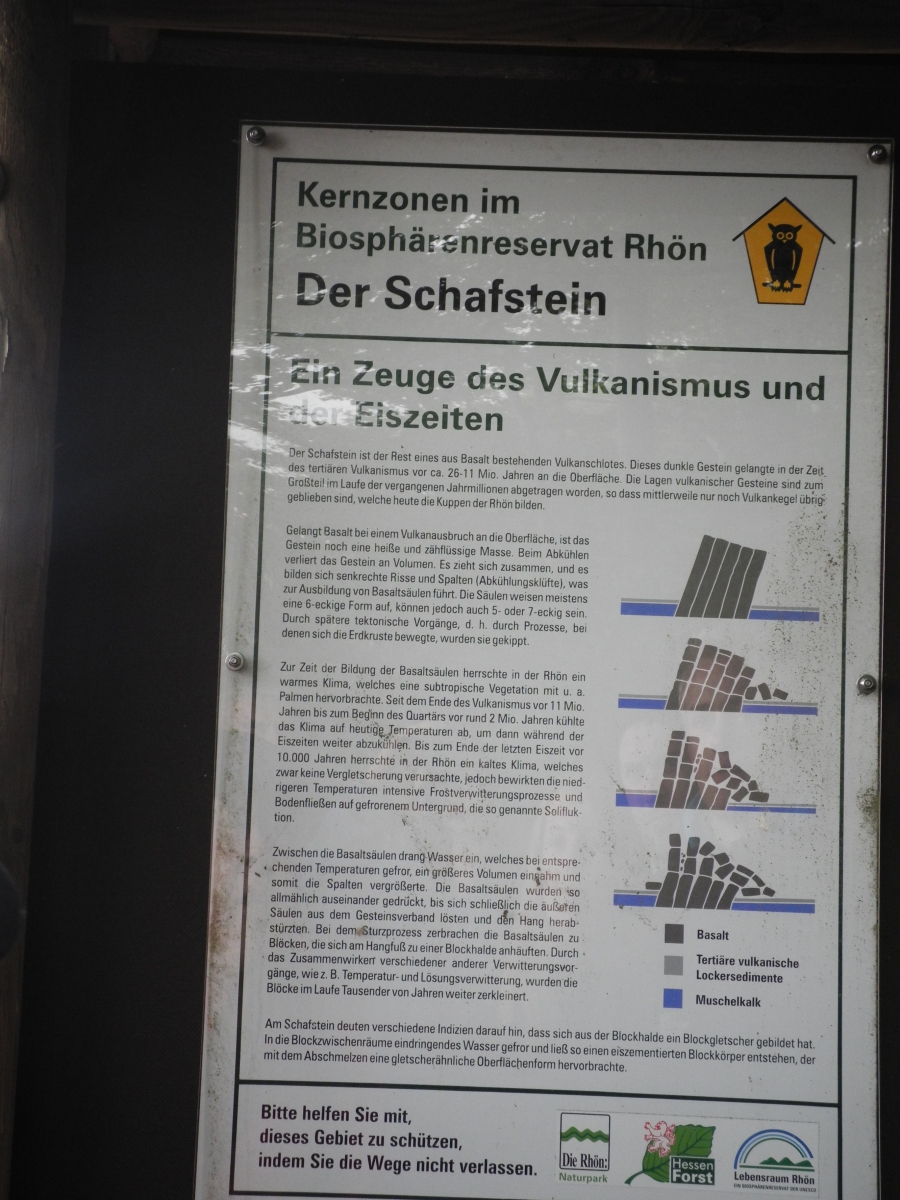 Kernzonen im
Biosphärenreservat Rhön
Der Schafstein
Ein Zeuge des Vulkanismus und
der Eiszeiten
Der Schafstein ist der Rest eines aus Basalt bestehenden Vulkanschlotes. Dieses dunkle Gestein gelangte in der Zeit
des tertiären Vulkanismus vor ca. 26-11 Mio. Jahren an die Oberfläche. Die Lagen vulkanischer Gesteine sind zum
Großteil im Laufe der vergangenen Jahrmillionen abgetragen worden, so dass mittlerweile nur noch Vulkankegel übrig
geblieben sind, welche heute die Kuppen der Rhön bilden.
Gelangt Basalt bei einem Vulkanausbruch an die Oberfläche, ist das
Gestein noch eine heiße und zähflüssige Masse. Beim Abkühlen
verliert das Gestein an Volumen. Es zieht sich zusammen, und es
bilden sich senkrechte Risse und Spalten (Abkühlungsklüfte), was
zur Ausbildung von Basaltsäulen führt. Die Säulen weisen meistens
eine 6-eckige Form auf, können jedoch auch 5- oder 7-eckig sein.
Durch spätere tektonische Vorgänge, d. h. durch Prozesse, bei
denen sich die Erdkruste bewegte, wurden sie gekippt.
Zur Zeit der Bildung der Basaltsäulen herrschte in der Rhön ein
warmes Klima, welches eine subtropische Vegetation mit u. a.
Palmen hervorbrachte. Seit dem Ende des Vulkanismus vor 11 Mio.
Jahren bis zum Beginn des Quartärs vor rund 2 Mio. Jahren kühlte
das Klima auf heutige Temperaturen ab, um dann während der
Eiszeiten weiter abzukühlen. Bis zum Ende der letzten Eiszeit vor
10.000 Jahren herrschte in der Rhön ein kaltes Klima, welches
zwar keine Vergletscherung verursachte, jedoch bewirkten die nied-
rigeren Temperaturen intensive Frostverwitterungsprozesse und
Bodenfließen auf gefrorenem Untergrund, die so genannte Solifluk-
tion.
Zwischen die Basaltsäulen drang Wasser ein, welches bei entspre-
chenden Temperaturen gefror, ein größeres Volumen einnahm und
somit die Spalten vergrößerte. Die Basaltsäulen wurden so
allmählich auseinander gedrückt, bis sich schließlich die äußeren
Säulen aus dem Gesteinsverband lösten und den Hang herab-
stürzten. Bei dem Sturzprozess zerbrachen die Basaltsäulen zu
Blöcken, die sich am Hangfuß zu einer Blockhalde anhäuften. Durch
das Zusammenwirken verschiedener anderer Verwitterungsvor-
gänge, wie z. B. Temperatur- und Lösungsverwitterung, wurden die
Blöcke im Laufe Tausender von Jahren weiter zerkleinert.
Basalt
Tertiäre vulkanische
Lockersedimente
Muschelkalk
Am Schafstein deuten verschiedene Indizien darauf hin, dass sich aus der Blockhalde ein Blockgletscher gebildet hat.
In die Blockzwischenräume eindringendes Wasser gefror und ließ so einen eiszementierten Blockkörper entstehen, der
mit dem Abschmelzen eine gletscherähnliche Oberflächenform hervorbrachte.
Bitte helfen Sie mit,
dieses Gebiet zu schützen,
indem Sie die Wege nicht verlassen.
Die Rhön:
Naturpark
Hessen
Forst
Lebensraum Rhön
EIN BIOSPHÄRENRESERVAT DER UNESCO